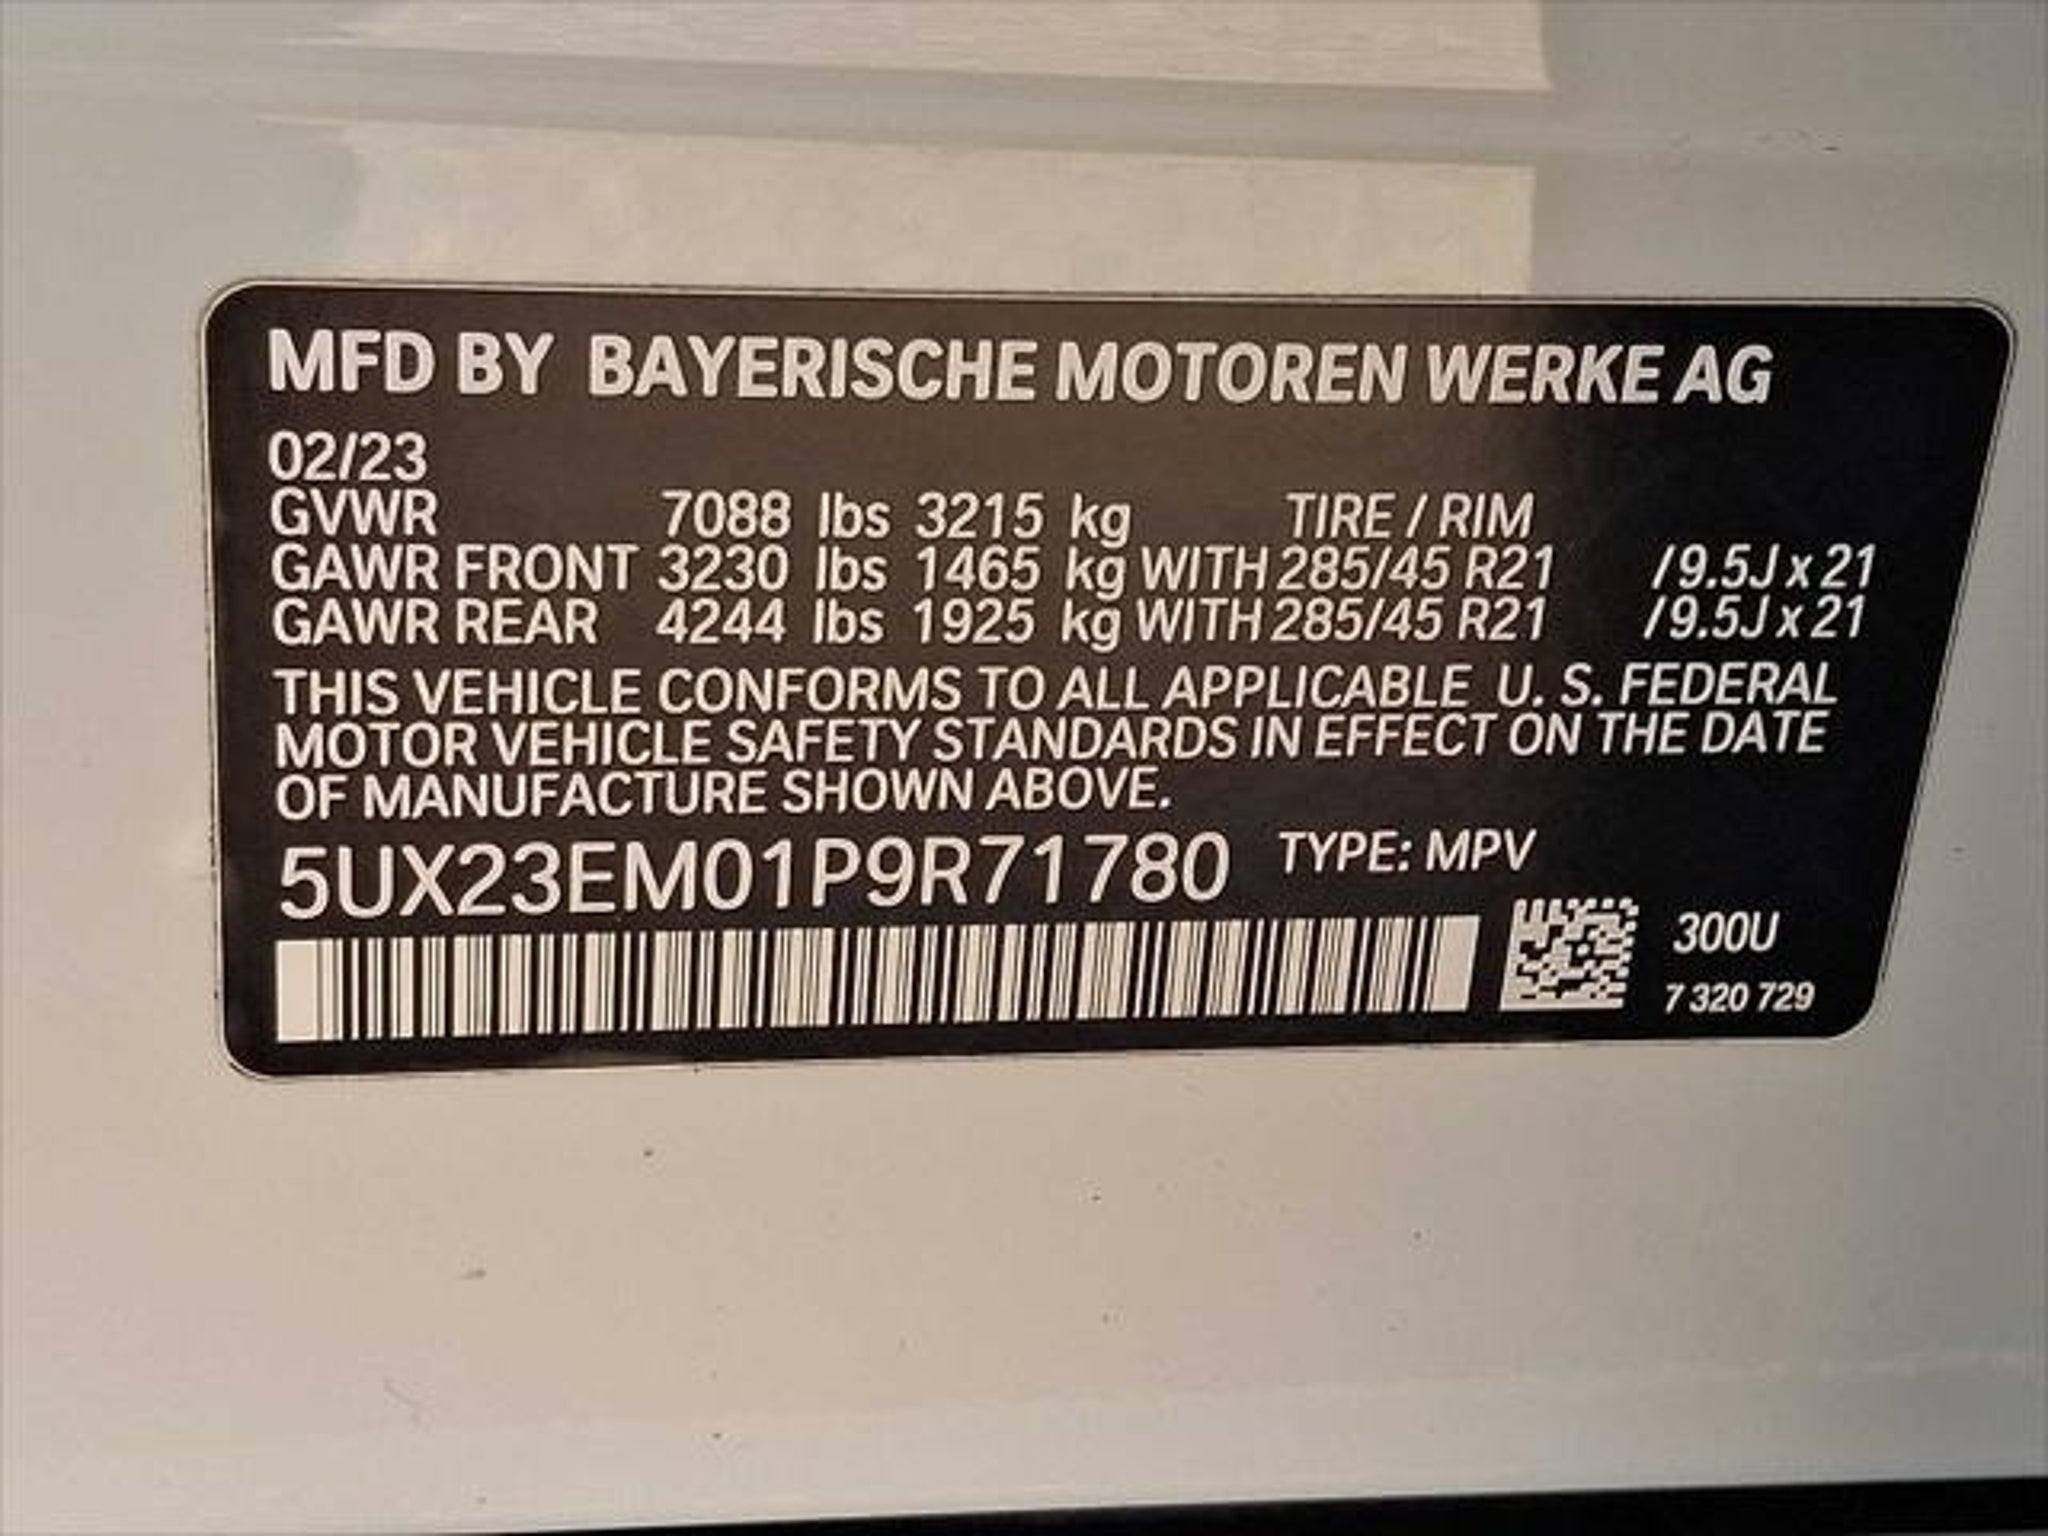 MFD BY BAYERISCHE MOTOREN WERKE AG
02/23
GVWR 7088 lbs 3215 kg TIRE / RIM
GAWR FRONT 3230 lbs 1465 kg WITH 285/45 R21 /9.5J x 21
GAWR REAR 4244 lbs 1925 kg WITH 285/45 R21 /9.5J x 21
THIS VEHICLE CONFORMS TO ALL APPLICABLE U. S. FEDERAL
MOTOR VEHICLE SAFETY STANDARDS IN EFFECT ON THE DATE
OF MANUFACTURE SHOWN ABOVE.
5UX23EM01P9R71780 TYPE: MPV
300U
7 320 729